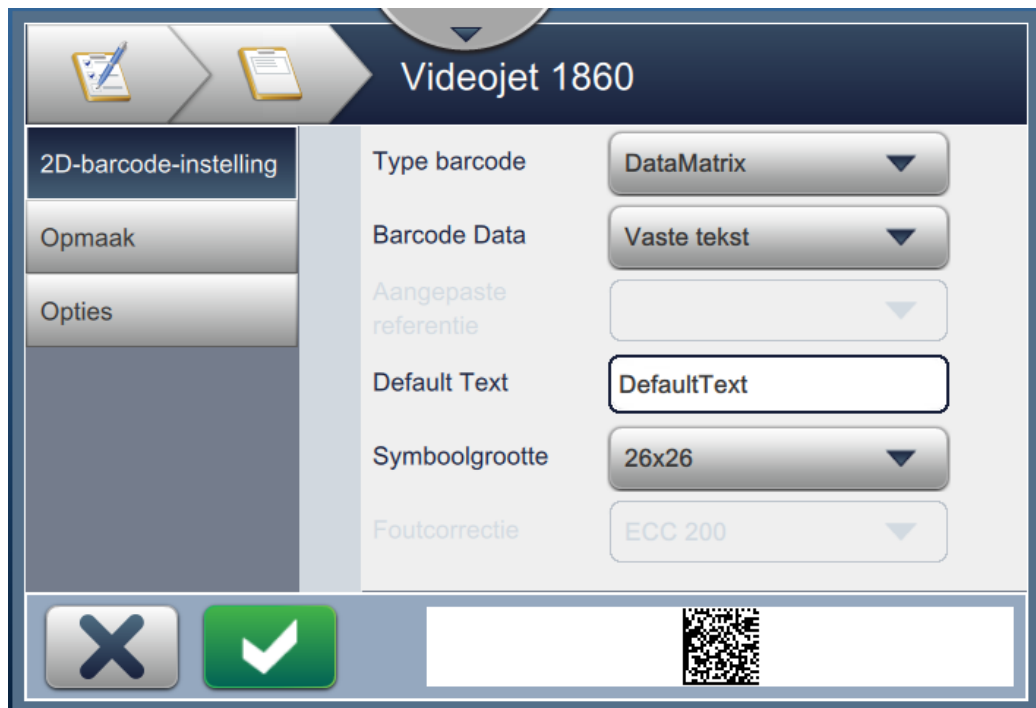 Videojet 1860
2D-barcode-instelling
Opmaak
Opties
Type barcode
DataMatrix
Barcode Data
Vaste tekst
Aangepaste
referentie
Default Text
DefaultText
Symboolgrootte
26x26
Foutcorrectie
ECC 200